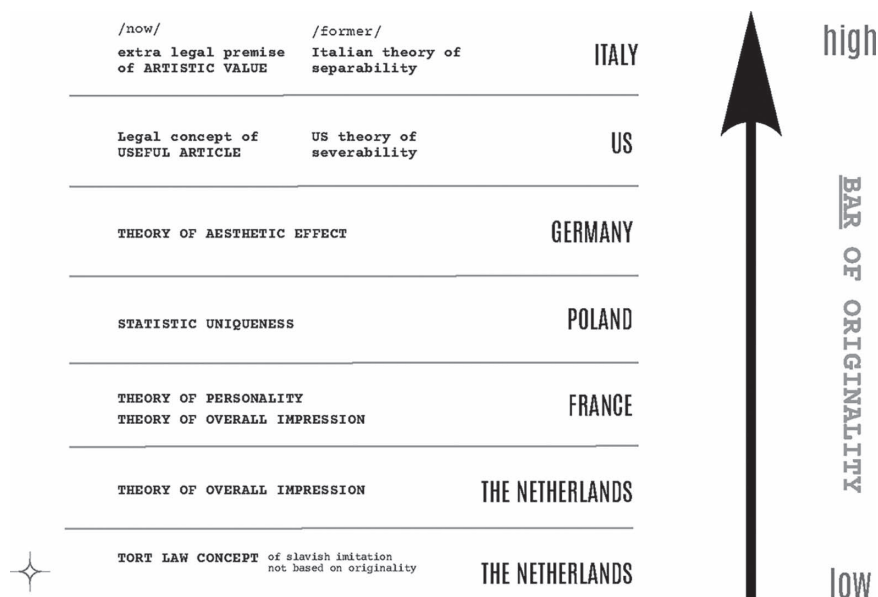 /now/ /former/
high
extra legal premise Italian theory of ITALY
of ARTISTIC VALUE separability
Legal concept of US theory of US
USEFUL ARTICLE severability
THEORY OF AESTHETIC EFFECT GERMANY
STATISTIC UNIQUENESS POLAND
BAR OF ORIGINALITY
THEORY OF PERSONALITY FRANCE
THEORY OF OVERALL IMPRESSION
THEORY OF OVERALL IMPRESSION THE NETHERLANDS
TORT LAW CONCEPT of slavish imitation THE NETHERLANDS
not based on originality
low